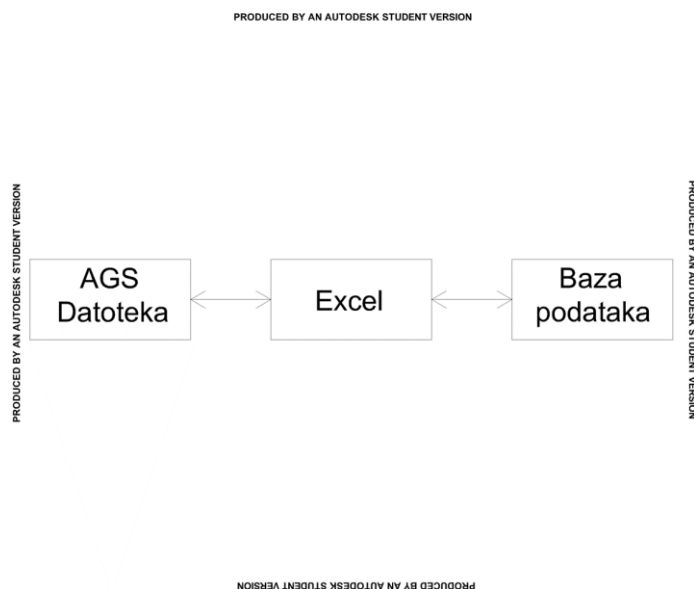 PRODUCED BY AN AUTODESK STUDENT VERSION
PRODUCED BY AN AUTODESK STUDENT VERSION
AGS
Datoteka
Excel
Baza
podataka
PRODUCED BY AN AUTODESK STUDENT VERSION
PRODUCED BY AN AUTODESK STUDENT VERSION